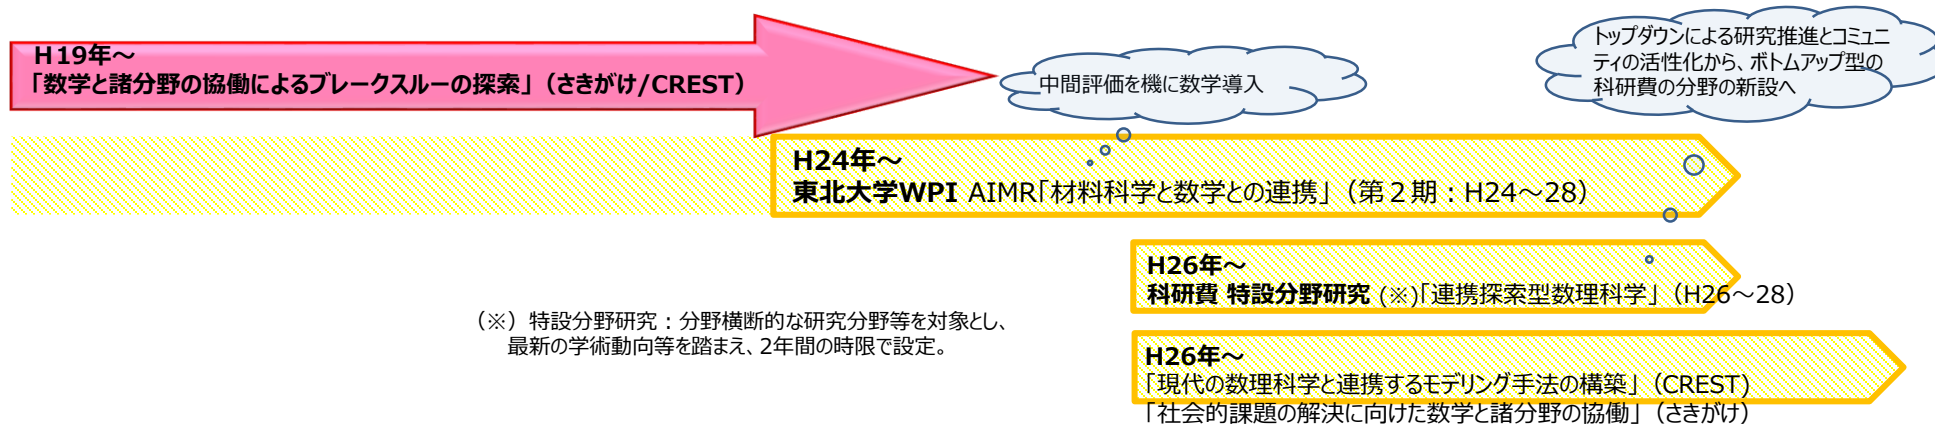 H19年～
「数学と諸分野の協働によるブレークスルーの探索」（さきがけ/CREST）
中間評価を機に数学導入
トップダウンによる研究推進とコミュニ
ティの活性化から、ボトムアップ型の
科研費の分野の新設へ
H24年～
東北大学WPI AIMR「材料科学と数学との連携」（第２期：H24～28）
H26年～
科研費 特設分野研究 (※)「連携探索型数理科学」（H26～28）
（※）特設分野研究：分野横断的な研究分野等を対象とし、
最新の学術動向等を踏まえ、2年間の時限で設定。
H26年～
「現代の数理科学と連携するモデリング手法の構築」（CREST)
「社会的課題の解決に向けた数学と諸分野の協働」（さきがけ）